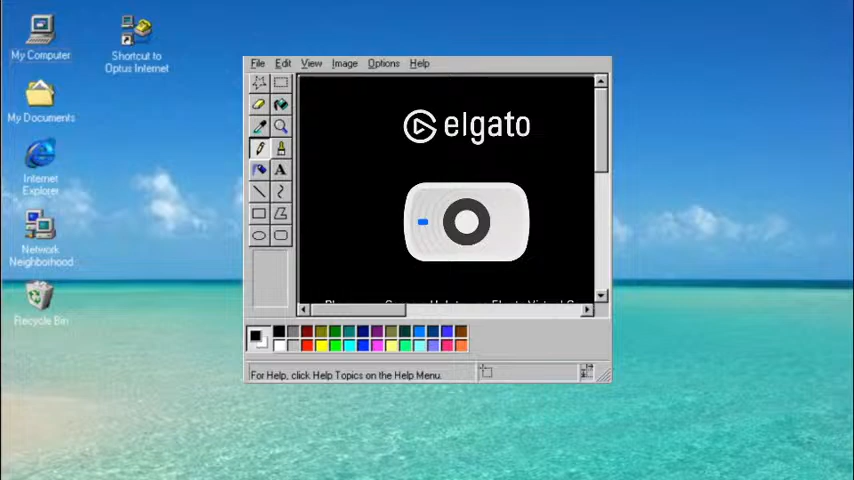 My Computer
Shortcut to
Optus Internet
My Documents
Internet
Explorer
Network
Neighborhood
Recycle Bin
File Edit View Image Options Help
elgato
A
For Help, click Help Topics on the Help Menu.